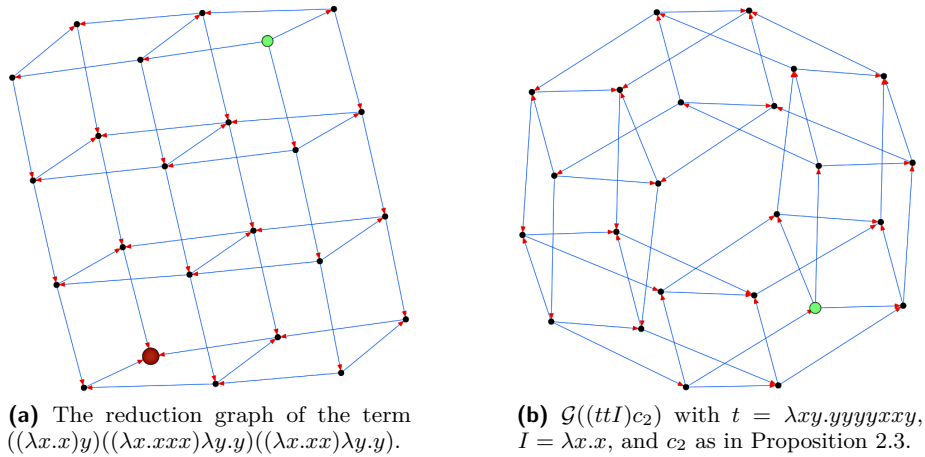 (a) The reduction graph of the term
((λx.x)y)((λx.xxx)λy.y)((λx.xx)λy.y).
(b) G((ttI)c₂) with t = λxy.yyyyxxy,
I = λx.x, and c₂ as in Proposition 2.3.